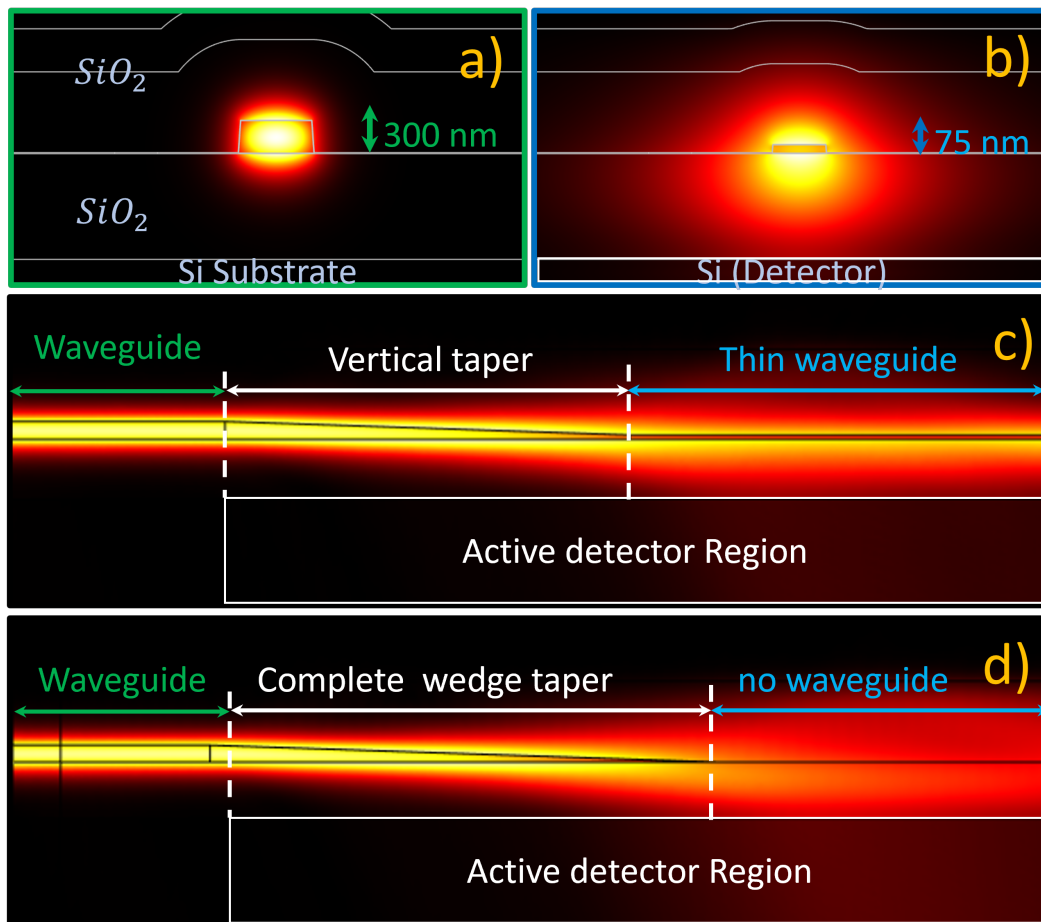 a)
SiO2
300 nm
SiO2
Si Substrate
b)
75 nm
Si (Detector)
c)
Waveguide
Vertical taper
Thin waveguide
Active detector Region
d)
Waveguide
Complete wedge taper
no waveguide
Active detector Region